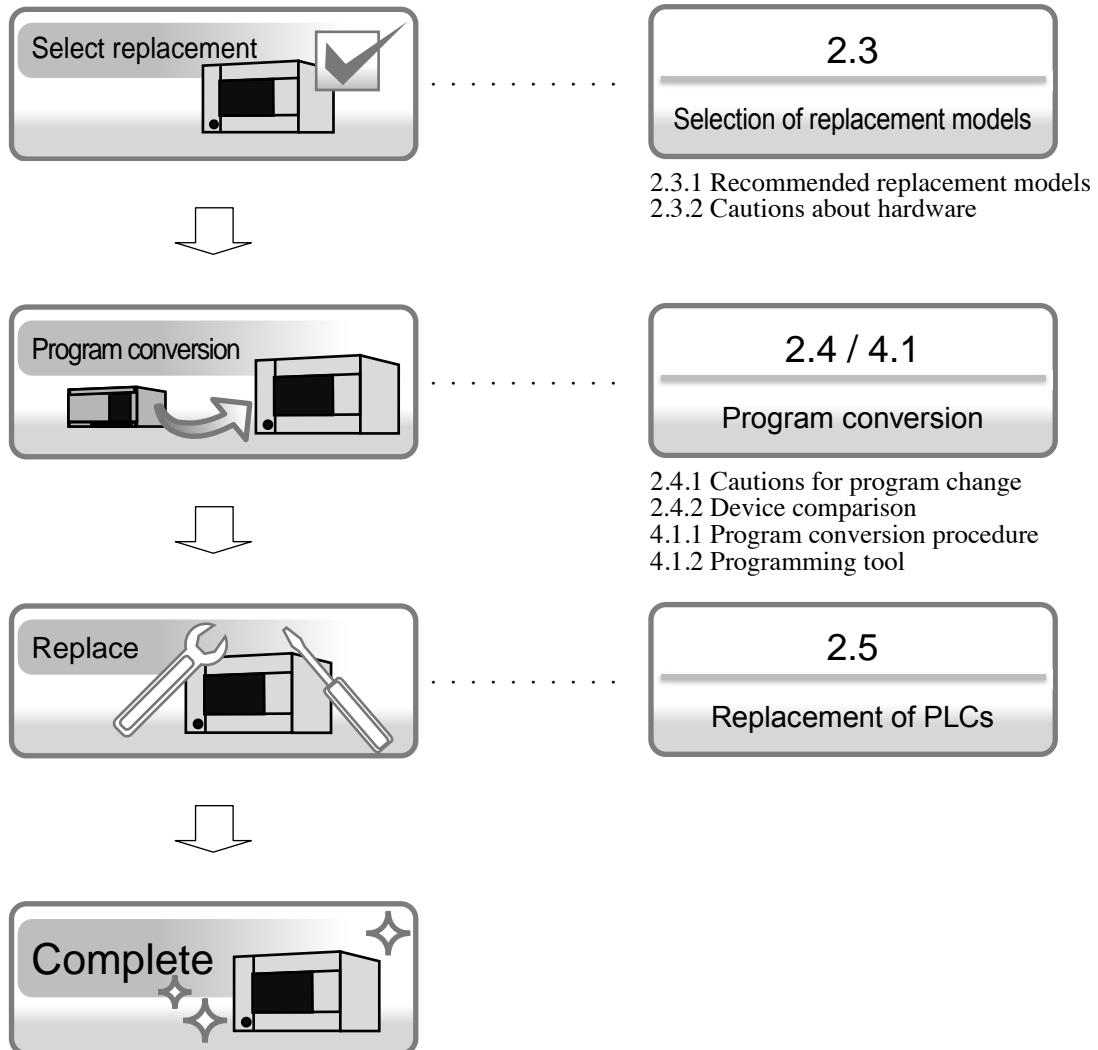 Select replacement
2.3
Selection of replacement models
2.3.1 Recommended replacement models
2.3.2 Cautions about hardware
Program conversion
2.4 / 4.1
Program conversion
2.4.1 Cautions for program change
2.4.2 Device comparison
4.1.1 Program conversion procedure
4.1.2 Programming tool
Replace
2.5
Replacement of PLCs
Complete